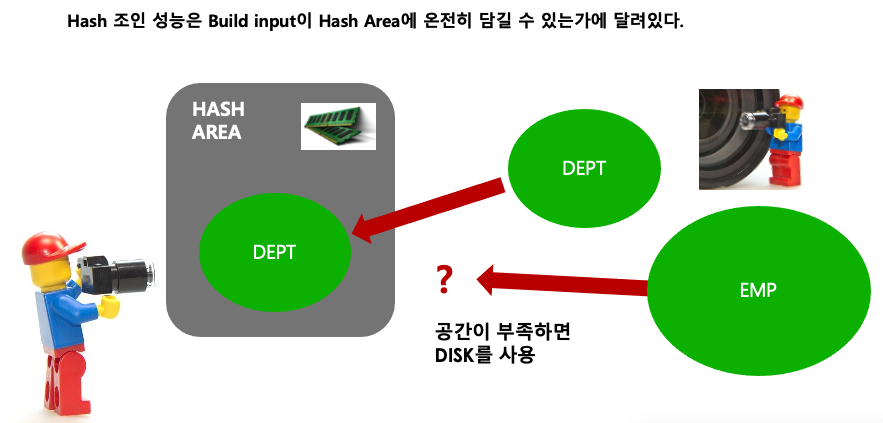 Hash 조인 성능은 Build input이 Hash Area에 온전히 담길 수 있는가에 달려있다.
HASH
AREA
DEPT
DEPT
EMP
?
공간이 부족하면
DISK를 사용